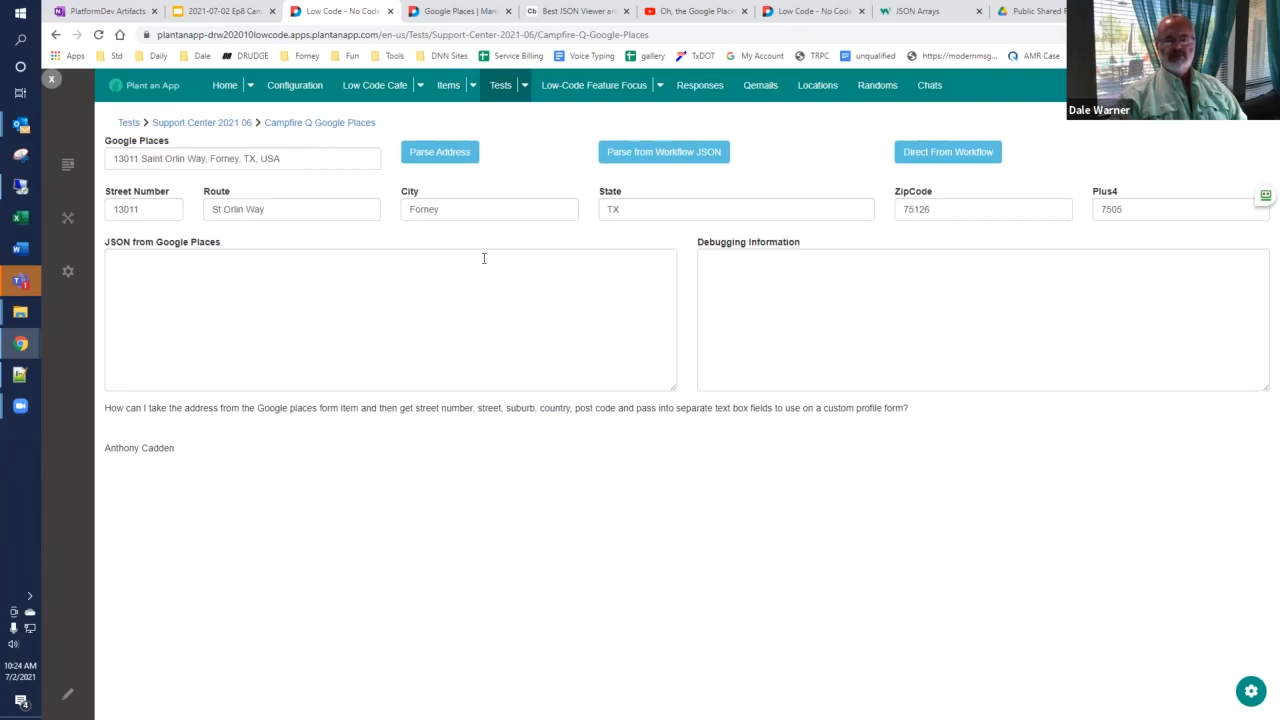 PlatformDev Artifacts
2021-07-02 Ep8 Cam
Low Code - No Code
Google Places | Mark
Best JSON Viewer an
Oh, the Google Place
Low Code - No Code
JSON Arrays
Public Shared F
plantanapp-drw202010lowcode.apps.plantanapp.com/en-us/Tests/Support-Center-2021-06/Campfire-Q-Google-Places
Apps
Std
Daily
Dale
DRUDGE
Forney
Fun
Tools
DNN Sites
Service Billing
Voice Typing
gallery
TxDOT
My Account
TRPC
unqualified
https://modernmsg...
AMR Case
Dale Warner
X
Plant an App
Home
Configuration
Low Code Cafe
Items
Tests
Low-Code Feature Focus
Responses
Qemails
Locations
Randoms
Chats
Tests
Support Center 2021 06
Campfire Q Google Places
Google Places
13011 Saint Orlin Way, Forney, TX, USA
Parse Address
Parse from Workflow JSON
Direct From Workflow
Street Number
Route
City
State
ZipCode
Plus4
13011
St Orlin Way
Forney
TX
75126
7505
JSON from Google Places
Debugging Information
How can I take the address from the Google places form item and then get street number, street, suburb, country, post code and pass into separate text box fields to use on a custom profile form?
Anthony Cadden
10:24 AM
7/2/2021